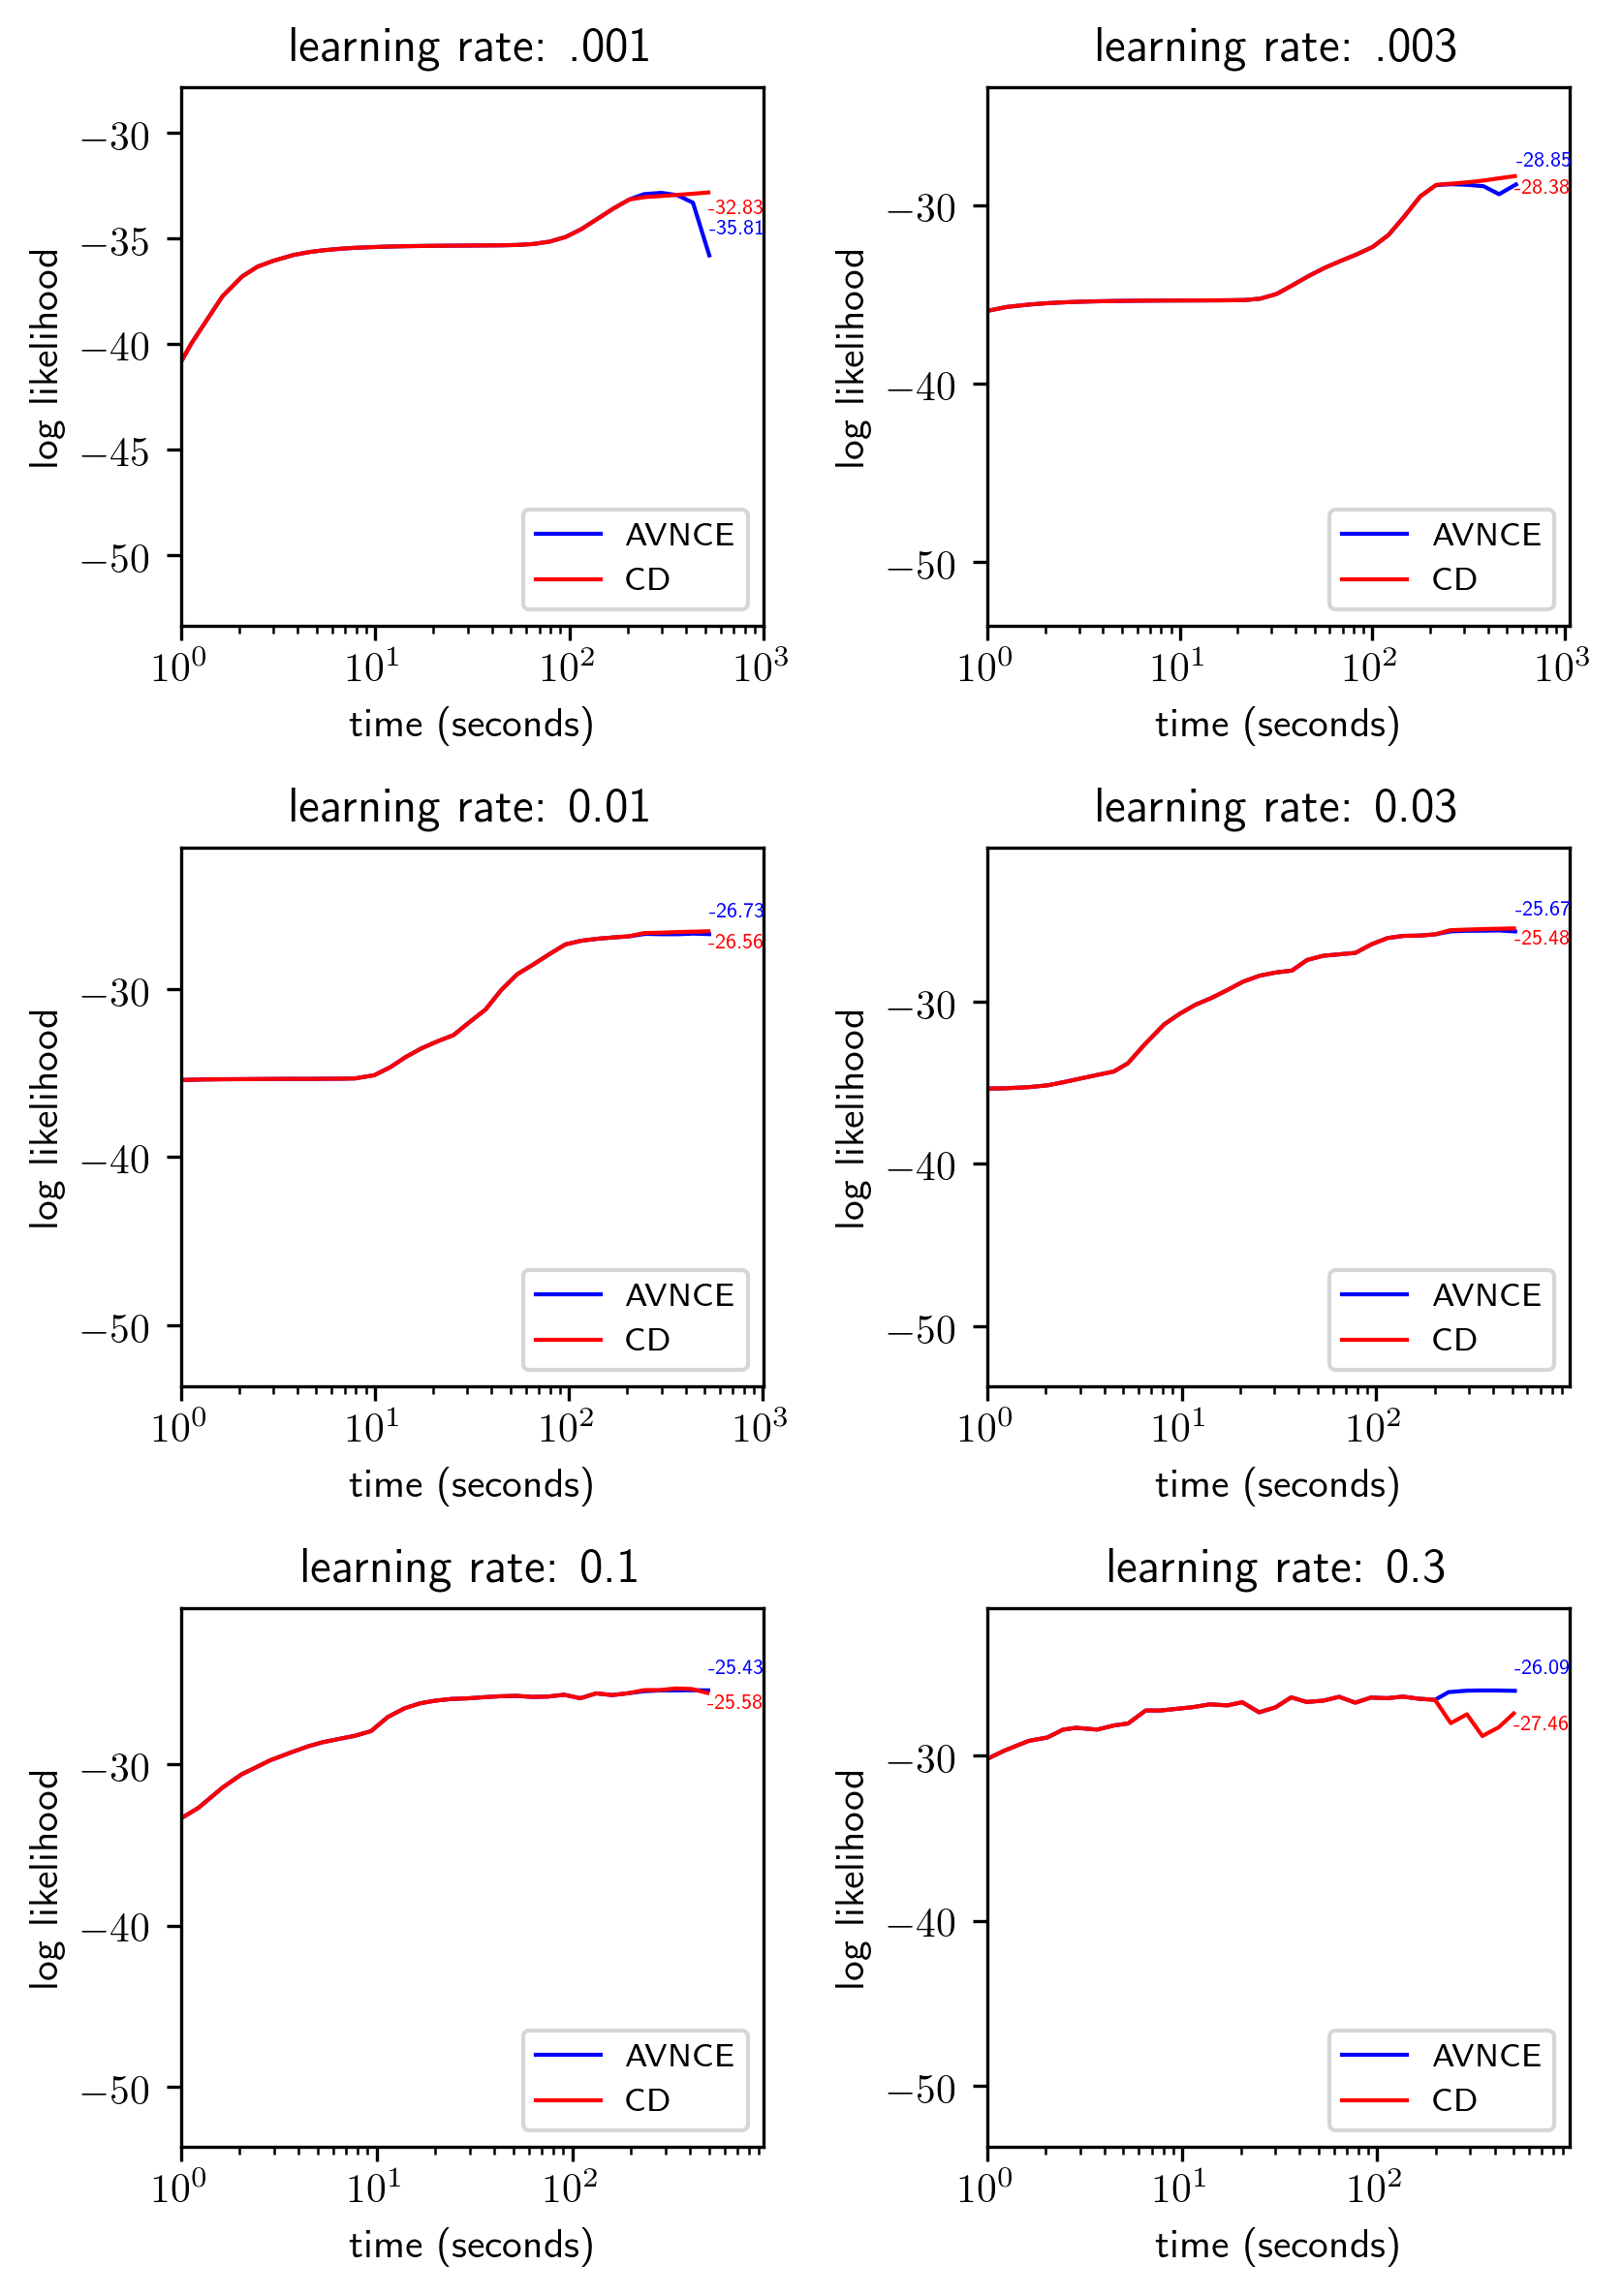 learning rate: .001
−30
−35
−40
−45
−50
log likelihood
-32.83
-35.81
AVNCE
CD
10^0 10^1 10^2 10^3
time (seconds)
learning rate: .003
−30
−40
−50
log likelihood
-28.85
-28.38
AVNCE
CD
10^0 10^1 10^2 10^3
time (seconds)
learning rate: 0.01
−30
−40
−50
log likelihood
-26.73
-26.56
AVNCE
CD
10^0 10^1 10^2 10^3
time (seconds)
learning rate: 0.03
−30
−40
−50
log likelihood
-25.67
-25.48
AVNCE
CD
10^0 10^1 10^2
time (seconds)
learning rate: 0.1
−30
−40
−50
log likelihood
-25.43
-25.58
AVNCE
CD
10^0 10^1 10^2
time (seconds)
learning rate: 0.3
−30
−40
−50
log likelihood
-26.09
-27.46
AVNCE
CD
10^0 10^1 10^2
time (seconds)